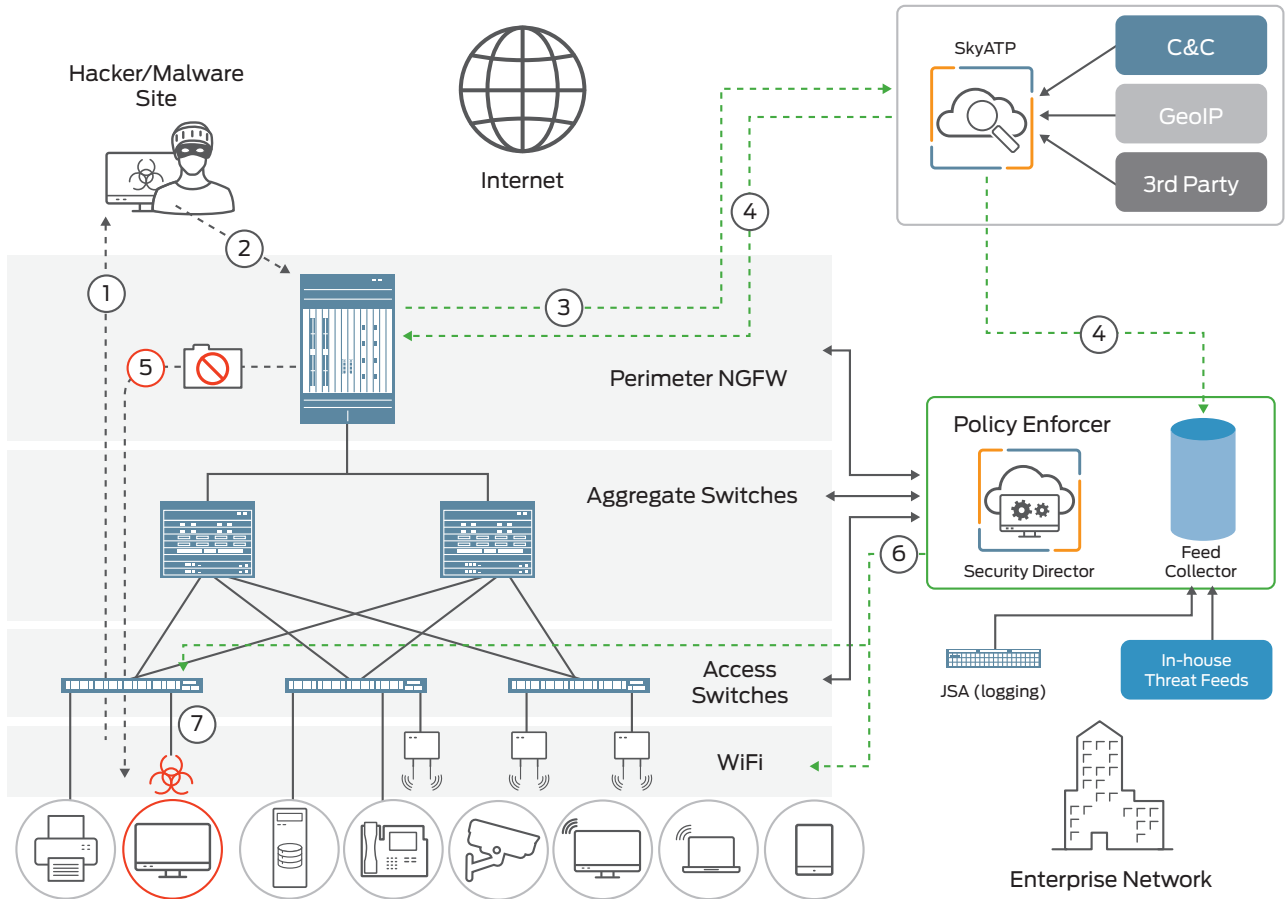 SkyATP
C&C
GeoIP
3rd Party
Hacker/Malware
Site
Internet
1
2
3
4
4
5
Perimeter NGFW
Policy Enforcer
Security Director
Feed
Collector
Aggregate Switches
6
Access
Switches
JSA (logging)
In-house
Threat Feeds
7
WiFi
Enterprise Network